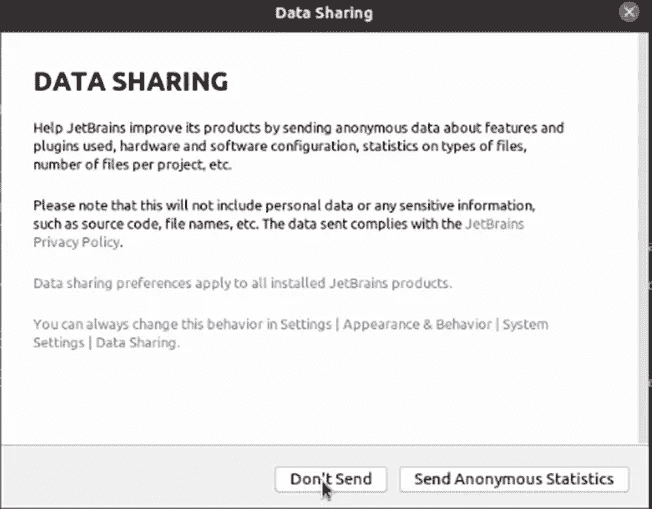 Data Sharing
DATA SHARING
Help JetBrains improve its products by sending anonymous data about features and
plugins used, hardware and software configuration, statistics on types of files,
number of files per project, etc.
Please note that this will not include personal data or any sensitive information,
such as source code, file names, etc. The data sent complies with the JetBrains
Privacy Policy.
Data sharing preferences apply to all installed JetBrains products.
You can always change this behavior in Settings | Appearance & Behavior | System
Settings | Data Sharing.
Don't Send
Send Anonymous Statistics